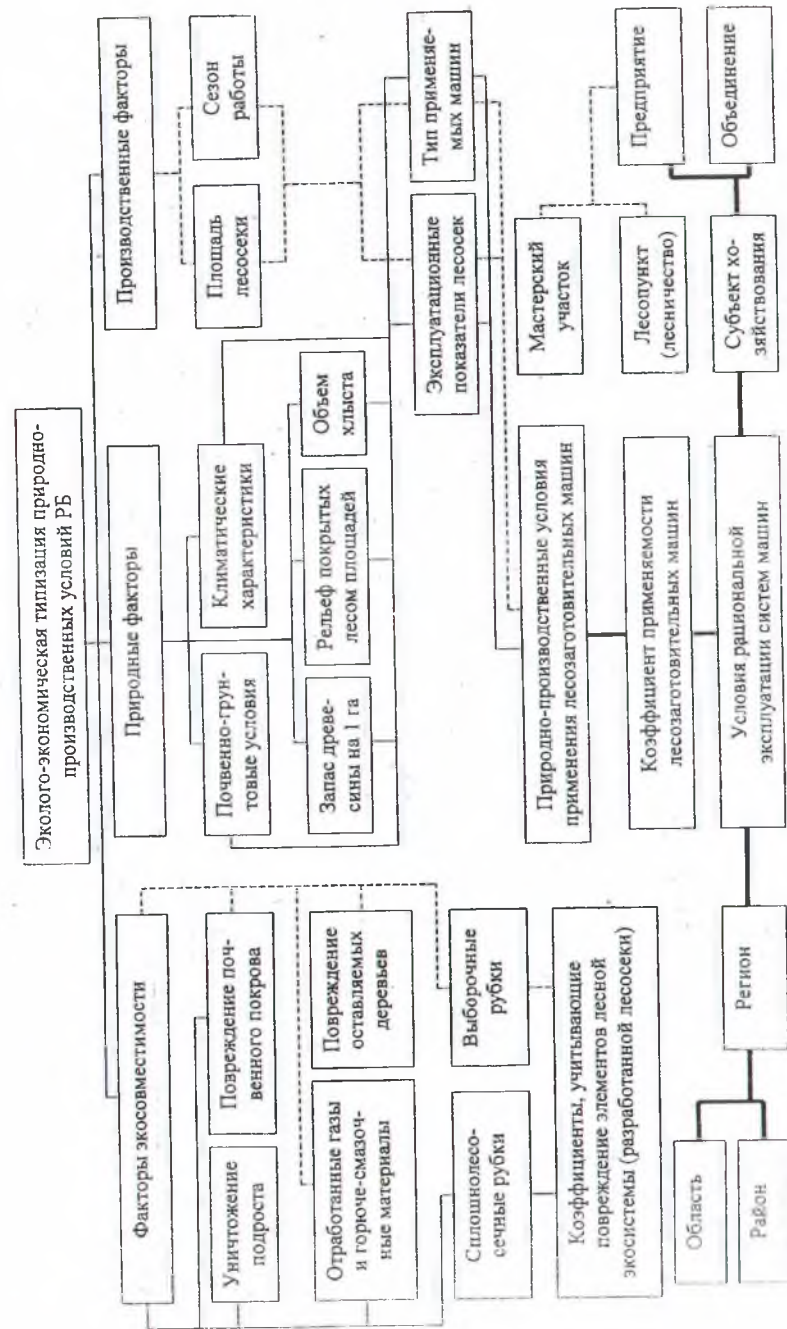 Эколого-экономическая типизация природно-
производственных условий РБ
Факторы экосовместимости
Природные факторы
Производственные факторы
Уничтожение
подроста
Повреждение поч-
венного покрова
Почвенно-грун-
товые условия
Климатические
характеристики
Площадь
лесосеки
Сезон
работы
Отработанные газы
и горюче-смазоч-
ные материалы
Повреждение
оставляемых
деревьев
Запас древе-
сины на 1 га
Рельеф покрытых
лесом площадей
Объем
хлыста
Сплошнолесо-
сечные рубки
Выборочные
рубки
Эксплуатационные
показатели лесосек
Тип применяе-
мых машин
Коэффициенты, учитывающие
повреждение элементов лесной
экосистемы (разработанной лесосеки)
Природно-производственные условия
применения лесозаготовительных машин
Мастерский
участок
Коэффициент применяемости
лесозаготовительных машин
Лесопункт
(лесничество)
Предприятие
Область
Район
Регион
Условия рациональной
эксплуатации систем машин
Субъект хо-
зяйствования
Объединение